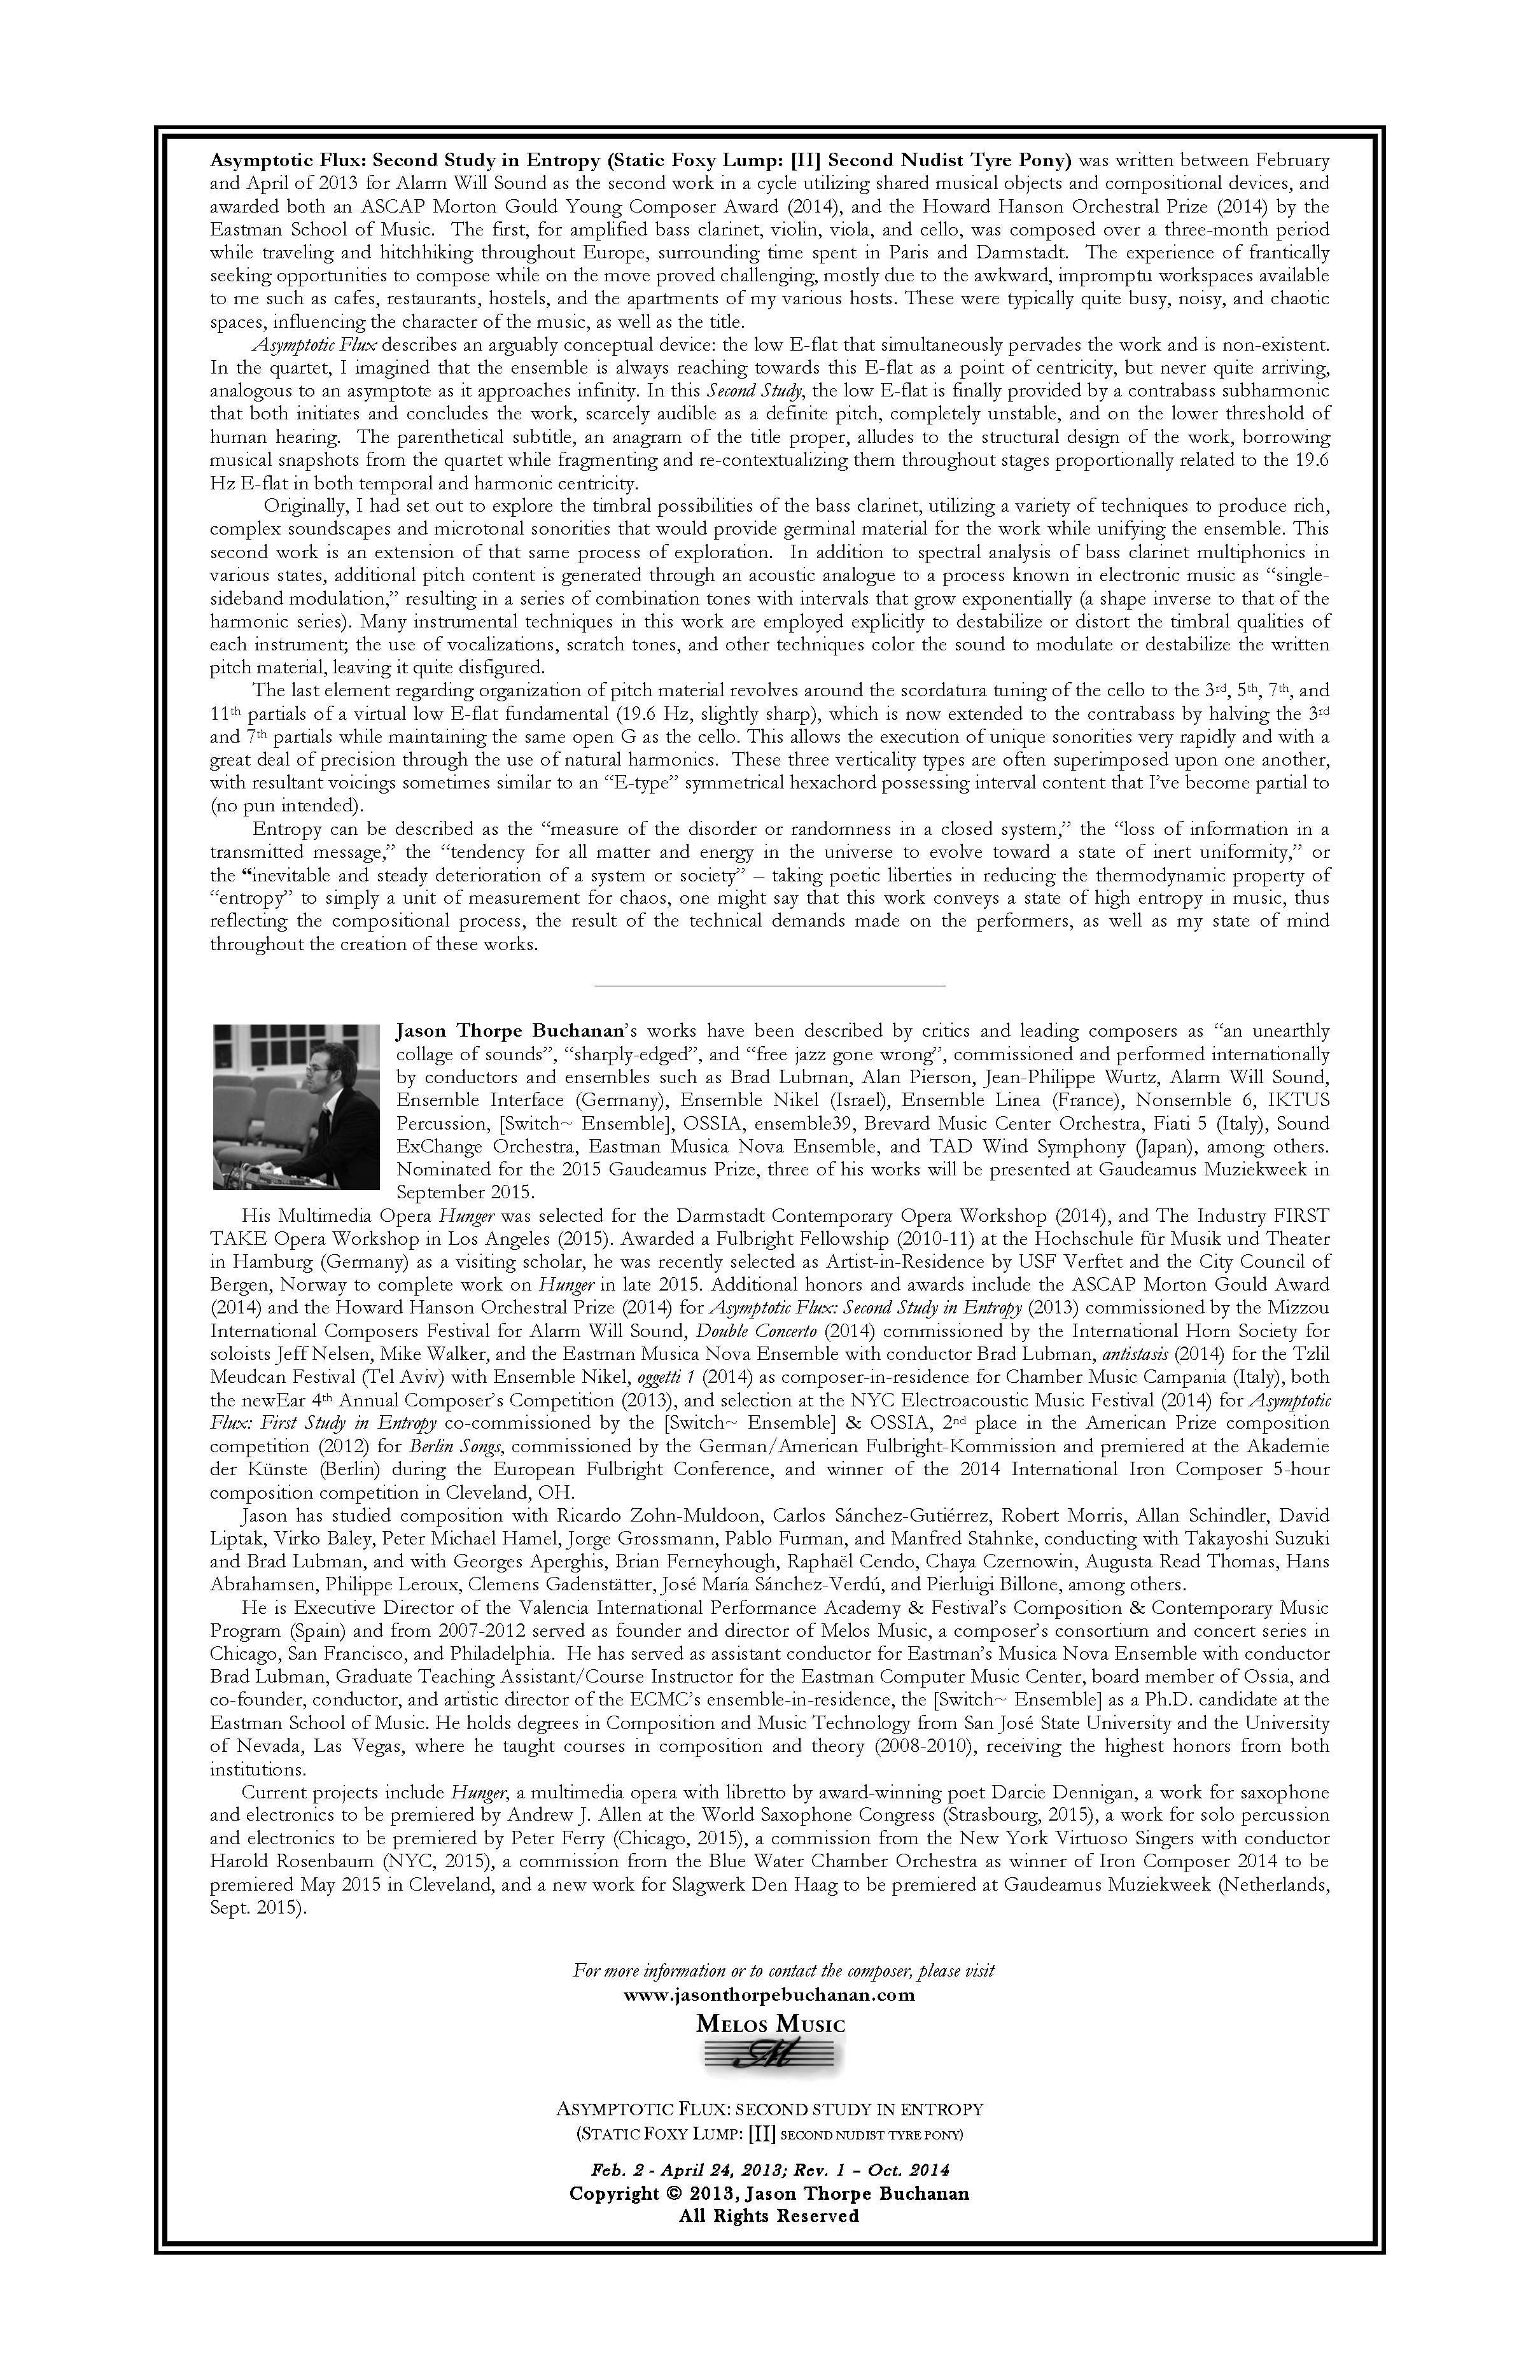 Asymptotic Flux: Second Study in Entropy (Static Foxy Lump: [II] Second Nudist Tyre Pony) was written between February
and April of 2013 for Alarm Will Sound as the second work in a cycle utilizing shared musical objects and compositional devices, and
awarded both an ASCAP Morton Gould Young Composer Award (2014), and the Howard Hanson Orchestral Prize (2014) by the
Eastman School of Music. The first, for amplified bass clarinet, violin, viola, and cello, was composed over a three-month period
while traveling and hitchhiking throughout Europe, surrounding time spent in Paris and Darmstadt. The experience of frantically
seeking opportunities to compose while on the move proved challenging, mostly due to the awkward, impromptu workspaces available
to me such as cafes, restaurants, hostels, and the apartments of my various hosts. These were typically quite busy, noisy, and chaotic
spaces, influencing the character of the music, as well as the title.
Asymptotic Flux describes an arguably conceptual device: the low E-flat that simultaneously pervades the work and is non-existent.
In the quartet, I imagined that the ensemble is always reaching towards this E-flat as a point of centricity, but never quite arriving,
analogous to an asymptote as it approaches infinity. In this Second Study, the low E-flat is finally provided by a contrabass subharmonic
that both initiates and concludes the work, scarcely audible as a definite pitch, completely unstable, and on the lower threshold of
human hearing. The parenthetical subtitle, an anagram of the title proper, alludes to the structural design of the work, borrowing
musical snapshots from the quartet while fragmenting and re-contextualizing them throughout stages proportionally related to the 19.6
Hz E-flat in both temporal and harmonic centricity.
Originally, I had set out to explore the timbral possibilities of the bass clarinet, utilizing a variety of techniques to produce rich,
complex soundscapes and microtonal sonorities that would provide germinal material for the work while unifying the ensemble. This
second work is an extension of that same process of exploration. In addition to spectral analysis of bass clarinet multiphonics in
various states, additional pitch content is generated through an acoustic analogue to a process known in electronic music as “single-
sideband modulation,” resulting in a series of combination tones with intervals that grow exponentially (a shape inverse to that of the
harmonic series). Many instrumental techniques in this work are employed explicitly to destabilize or distort the timbral qualities of
each instrument; the use of vocalizations, scratch tones, and other techniques color the sound to modulate or destabilize the written
pitch material, leaving it quite disfigured.
The last element regarding organization of pitch material revolves around the scordatura tuning of the cello to the 3rd, 5th, 7th, and
11th partials of a virtual low E-flat fundamental (19.6 Hz, slightly sharp), which is now extended to the contrabass by halving the 3rd
and 7th partials while maintaining the same open G as the cello. This allows the execution of unique sonorities very rapidly and with a
great deal of precision through the use of natural harmonics. These three verticality types are often superimposed upon one another,
with resultant voicings sometimes similar to an “E-type” symmetrical hexachord possessing interval content that I’ve become partial to
(no pun intended).
Entropy can be described as the “measure of the disorder or randomness in a closed system,” the “loss of information in a
transmitted message,” the “tendency for all matter and energy in the universe to evolve toward a state of inert uniformity,” or
the “inevitable and steady deterioration of a system or society” – taking poetic liberties in reducing the thermodynamic property of
“entropy” to simply a unit of measurement for chaos, one might say that this work conveys a state of high entropy in music, thus
reflecting the compositional process, the result of the technical demands made on the performers, as well as my state of mind
throughout the creation of these works.
Jason Thorpe Buchanan’s works have been described by critics and leading composers as “an unearthly
collage of sounds”, “sharply-edged”, and “free jazz gone wrong”, commissioned and performed internationally
by conductors and ensembles such as Brad Lubman, Alan Pierson, Jean-Philippe Wurtz, Alarm Will Sound,
Ensemble Interface (Germany), Ensemble Nikel (Israel), Ensemble Linea (France), Nonsemble 6, IKTUS
Percussion, [Switch~ Ensemble], OSSIA, ensemble39, Brevard Music Center Orchestra, Fiati 5 (Italy), Sound
ExChange Orchestra, Eastman Musica Nova Ensemble, and TAD Wind Symphony (Japan), among others.
Nominated for the 2015 Gaudeamus Prize, three of his works will be presented at Gaudeamus Muziekweek in
September 2015.
His Multimedia Opera Hunger was selected for the Darmstadt Contemporary Opera Workshop (2014), and The Industry FIRST
TAKE Opera Workshop in Los Angeles (2015). Awarded a Fulbright Fellowship (2010-11) at the Hochschule für Musik und Theater
in Hamburg (Germany) as a visiting scholar, he was recently selected as Artist-in-Residence by USF Verftet and the City Council of
Bergen, Norway to complete work on Hunger in late 2015. Additional honors and awards include the ASCAP Morton Gould Award
(2014) and the Howard Hanson Orchestral Prize (2014) for Asymptotic Flux: Second Study in Entropy (2013) commissioned by the Mizzou
International Composers Festival for Alarm Will Sound, Double Concerto (2014) commissioned by the International Horn Society for
soloists Jeff Nelsen, Mike Walker, and the Eastman Musica Nova Ensemble with conductor Brad Lubman, antistasis (2014) for the Tzlil
Meudcan Festival (Tel Aviv) with Ensemble Nikel, oggetti 1 (2014) as composer-in-residence for Chamber Music Campania (Italy), both
the newEar 4th Annual Composer’s Competition (2013), and selection at the NYC Electroacoustic Music Festival (2014) for Asymptotic
Flux: First Study in Entropy co-commissioned by the [Switch~ Ensemble] & OSSIA, 2nd place in the American Prize composition
competition (2012) for Berlin Songs, commissioned by the German/American Fulbright-Kommission and premiered at the Akademie
der Künste (Berlin) during the European Fulbright Conference, and winner of the 2014 International Iron Composer 5-hour
composition competition in Cleveland, OH.
Jason has studied composition with Ricardo Zohn-Muldoon, Carlos Sánchez-Gutiérrez, Robert Morris, Allan Schindler, David
Liptak, Virko Baley, Peter Michael Hamel, Jorge Grossmann, Pablo Furman, and Manfred Stahnke, conducting with Takayoshi Suzuki
and Brad Lubman, and with Georges Aperghis, Brian Ferneyhough, Raphaël Cendo, Chaya Czernowin, Augusta Read Thomas, Hans
Abrahamsen, Philippe Leroux, Clemens Gadenstätter, José María Sánchez-Verdú, and Pierluigi Billone, among others.
He is Executive Director of the Valencia International Performance Academy & Festival’s Composition & Contemporary Music
Program (Spain) and from 2007-2012 served as founder and director of Melos Music, a composer’s consortium and concert series in
Chicago, San Francisco, and Philadelphia. He has served as assistant conductor for Eastman’s Musica Nova Ensemble with conductor
Brad Lubman, Graduate Teaching Assistant/Course Instructor for the Eastman Computer Music Center, board member of Ossia, and
co-founder, conductor, and artistic director of the ECMC’s ensemble-in-residence, the [Switch~ Ensemble] as a Ph.D. candidate at the
Eastman School of Music. He holds degrees in Composition and Music Technology from San José State University and the University
of Nevada, Las Vegas, where he taught courses in composition and theory (2008-2010), receiving the highest honors from both
institutions.
Current projects include Hunger, a multimedia opera with libretto by award-winning poet Darcie Dennigan, a work for saxophone
and electronics to be premiered by Andrew J. Allen at the World Saxophone Congress (Strasbourg, 2015), a work for solo percussion
and electronics to be premiered by Peter Ferry (Chicago, 2015), a commission from the New York Virtuoso Singers with conductor
Harold Rosenbaum (NYC, 2015), a commission from the Blue Water Chamber Orchestra as winner of Iron Composer 2014 to be
premiered May 2015 in Cleveland, and a new work for Slagwerk Den Haag to be premiered at Gaudeamus Muziekweek (Netherlands,
Sept. 2015).
For more information or to contact the composer, please visit
www.jasonthorpebuchanan.com
MELOS MUSIC
M
ASYMPTOTIC FLUX: SECOND STUDY IN ENTROPY
(STATIC FOXY LUMP: [II] SECOND NUDIST TYRE PONY)
Feb. 2 - April 24, 2013; Rev. 1 – Oct. 2014
Copyright © 2013, Jason Thorpe Buchanan
All Rights Reserved